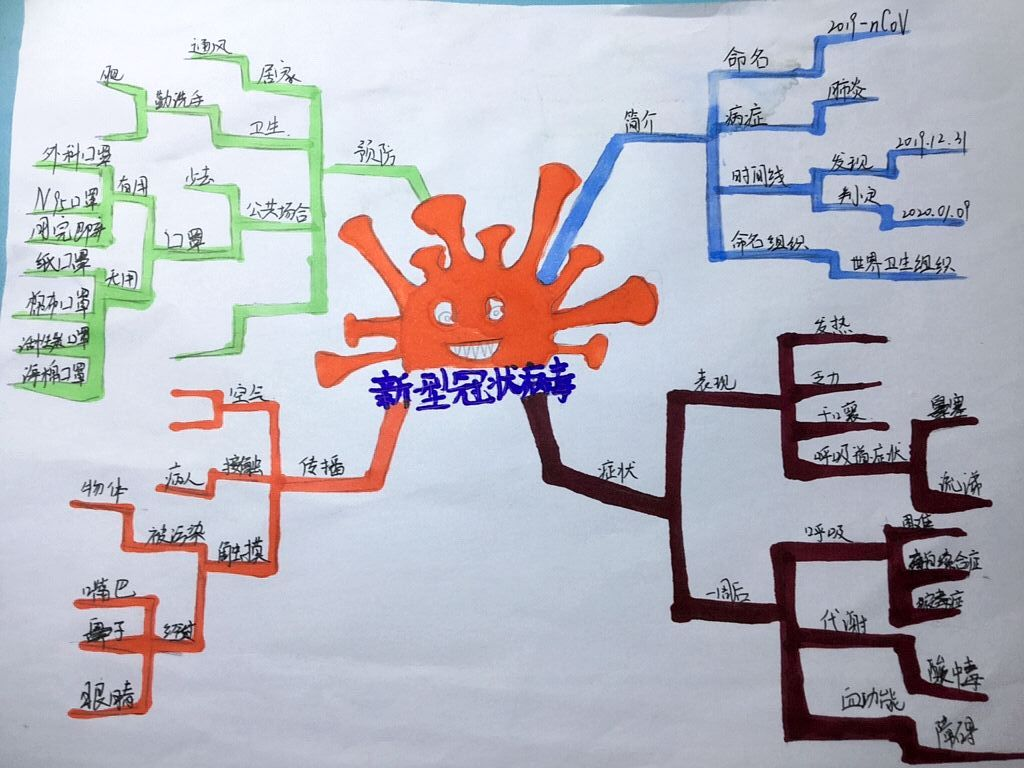 新型冠状病毒
简介
命名
2019-nCoV
病症
肺炎
时间线
发现
2019.12.31
判定
2020.01.09
命名组织
世界卫生组织
预防
居家
通风
卫生
勤洗手
公共场合
少去
口罩
有用
外科口罩
N95口罩
无用
纸口罩
棉布口罩
海棉口罩
传播
空气
接触
病人
触摸
被污染
物体
经过
嘴巴
鼻子
眼睛
症状
表现
发热
乏力
干咳
呼吸道症状
鼻塞
流涕
一周后
呼吸
困难
代谢
酸中毒
血功能
障碍